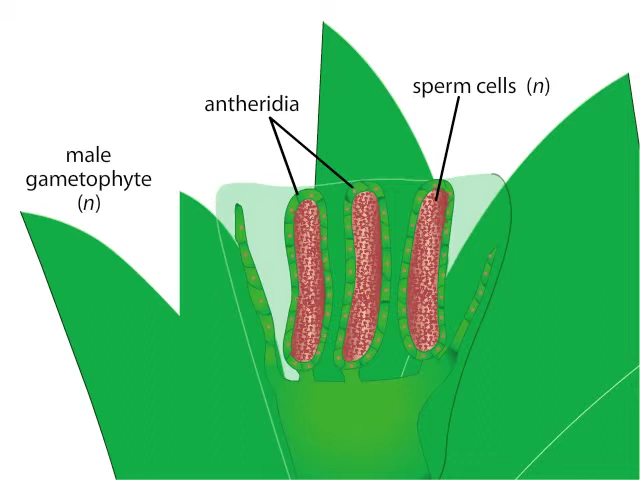 sperm cells (n)
antheridia
male
gametophyte
(n)